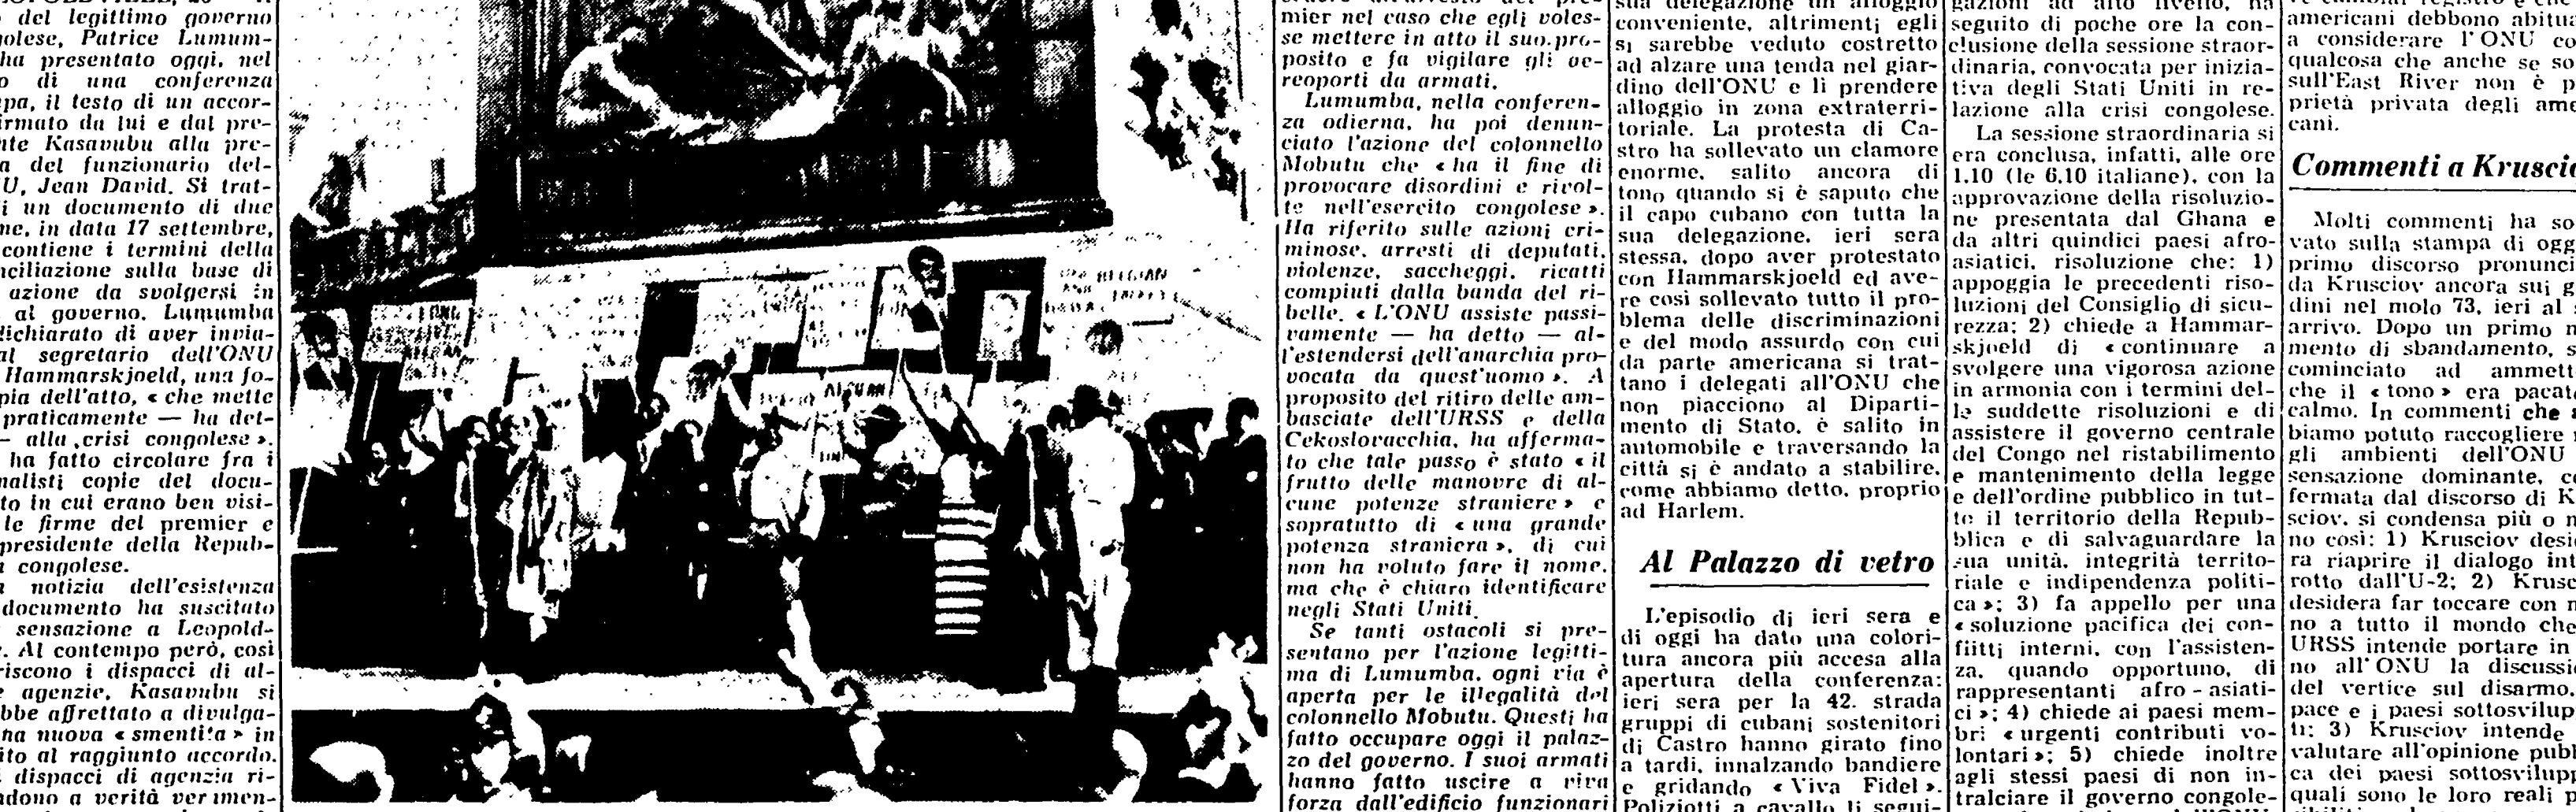 del legittimo governo
Patrice Lumum-
ha presentato oggi, nel
di una conferenza
il testo di un accor-
da lui e dal pre-
Kasavubu alla pre-
del funzionario del-
Jean David. Si trat-
un documento di due
in data 17 settembre,
contiene i termini della
sulla base di
azione da svolgersi in
al governo. Lumumba
di aver invia-
al segretario dell'ONU
Hammarskjoeld, una fo-
dell'atto, « che mette
praticamente — ha det-
— alla crisi congolese ».
ha fatto circolare fra i
copie del docu-
in cui erano ben visi-
le firme del premier e
presidente della Repub-
congolese.
notizia dell'esistenza
documento ha suscitato
sensazione a Leopold-
Al contempo però, così
i dispacci di al-
agenzie, Kasavubu si
affrettato a divulga-
nuova « smentita » in
al raggiunto accordo.
dispacci di agenzia ri-
a verità
BELGIAN
mier nel caso che egli voles-
se mettere in atto il suo pro-
posito e fa vigilare gli ae-
reoporti da armati.
Lumumba, nella conferen-
za odierna, ha poi denun-
ciato l'azione del colonnello
Mobutu che « ha il fine di
provocare disordini e rivol-
te nell'esercito congolese ».
Ha riferito sulle azioni cri-
minose, arresti di deputati,
violenze, saccheggi, ricatti
compiuti dalla banda del ri-
belle. « L'ONU assiste passi-
vamente — ha detto — al-
l'estendersi dell'anarchia pro-
vocata da quest'uomo ». A
proposito del ritiro delle am-
basciate dell'URSS e della
Cekoslovacchia, ha afferma-
to che tale passo è stato « il
frutto delle manovre di al-
cune potenze straniere » e
sopratutto di « una grande
potenza straniera », di cui
non ha voluto fare il nome,
ma che è chiaro identificare
negli Stati Uniti.
Se tanti ostacoli si pre-
sentano per l'azione legitti-
ma di Lumumba, ogni via è
aperta per le illegalità del
colonnello Mobutu. Questi ha
fatto occupare oggi il palaz-
zo del governo. I suoi armati
hanno fatto uscire a viva
forza dall'edificio funzionari
sua delegazione un alloggio
conveniente, altrimenti egli
si sarebbe veduto costretto
ad alzare una tenda nel giar-
dino dell'ONU e lì prendere
alloggio in zona extraterri-
toriale. La protesta di Ca-
stro ha sollevato un clamore
enorme, salito ancora di
tono quando si è saputo che
il capo cubano con tutta la
sua delegazione, ieri sera
stessa, dopo aver protestato
con Hammarskjoeld ed ave-
re così sollevato tutto il pro-
blema delle discriminazioni
e del modo assurdo con cui
da parte americana si trat-
tano i delegati all'ONU che
non piacciono al Diparti-
mento di Stato, è salito in
automobile e traversando la
città si è andato a stabilire,
come abbiamo detto, proprio
ad Harlem.
Al Palazzo di vetro
L'episodio di ieri sera e
di oggi ha dato una colori-
tura ancora più accesa alla
apertura della conferenza:
ieri sera per la 42. strada
gruppi di cubani sostenitori
di Castro hanno girato fino
a tardi, innalzando bandiere
e gridando « Viva Fidel ».
Poliziotti a cavallo li segui-
gazioni ad alto livello, ha
seguito di poche ore la con-
clusione della sessione straor-
dinaria, convocata per inizia-
tiva degli Stati Uniti in re-
lazione alla crisi congolese.
La sessione straordinaria si
era conclusa, infatti, alle ore
1.10 (le 6.10 italiane), con la
approvazione della risoluzio-
ne presentata dal Ghana e
da altri quindici paesi afro-
asiatici, risoluzione che: 1)
appoggia le precedenti riso-
luzioni del Consiglio di sicu-
rezza; 2) chiede a Hammar-
skjoeld di « continuare a
svolgere una vigorosa azione
in armonia con i termini del-
le suddette risoluzioni e di
assistere il governo centrale
del Congo nel ristabilimento
e mantenimento della legge
e dell'ordine pubblico in tut-
to il territorio della Repub-
blica e di salvaguardare la
sua unità, integrità territo-
riale e indipendenza politi-
ca »; 3) fa appello per una
« soluzione pacifica dei con-
flitti interni, con l'assisten-
za, quando opportuno, di
rappresentanti afro-asiati-
ci »; 4) chiede ai paesi mem-
bri « urgenti contributi vo-
lontari »; 5) chiede inoltre
agli stessi paesi di non in-
tralciare il governo congole-
americani debbono abitua
a considerare l'ONU co
qualcosa che anche se so
sull'East River non è p
prietà privata degli ame
cani.
Commenti a Kruscio
Molti commenti ha so
vato sulla stampa di ogg
primo discorso pronunci
da Krusciov ancora sui g
dini nel molo 73, ieri al s
arrivo. Dopo un primo m
mento di sbandamento, s
cominciato ad ammett
che il « tono » era pacat
calmo. In commenti che a
biamo potuto raccogliere
gli ambienti dell'ONU
sensazione dominante, co
fermata dal discorso di K
sciov, si condensa più o m
no così: 1) Krusciov desi
ra riaprire il dialogo int
rotto dall'U-2; 2) Krusc
desidera far toccare con m
no a tutto il mondo che
URSS intende portare in
no all'ONU la discussi
del vertice sul disarmo,
pace e i paesi sottosvilup
ti; 3) Krusciov intende
valutare all'opinione pubb
ca dei paesi sottosvilupp
quali sono le loro reali p